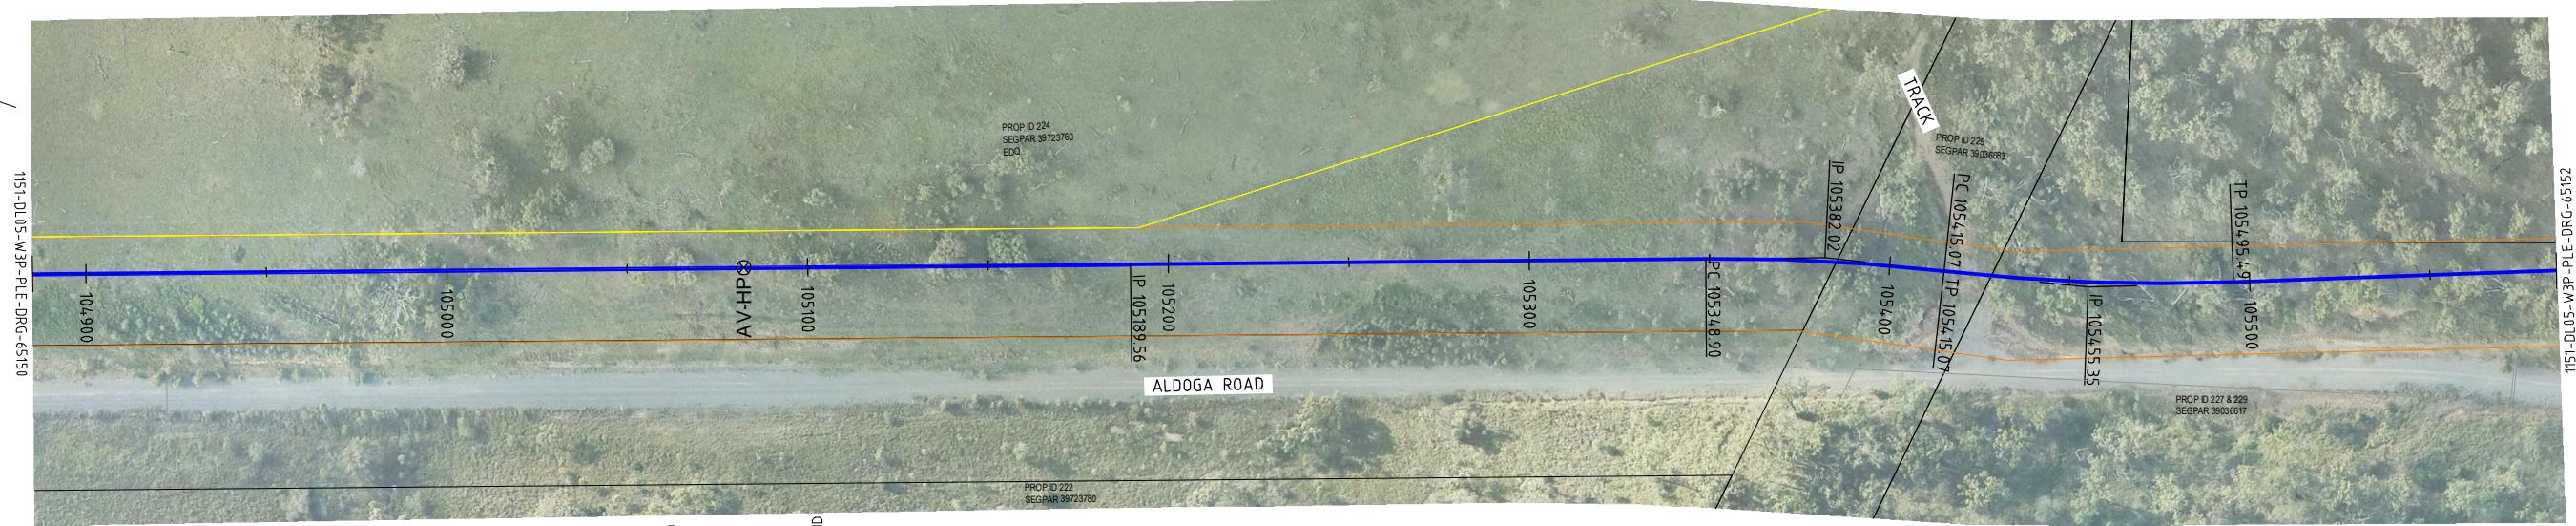 1151-DL05-W3P-PLE-DRG-65150
104900
105000
AV-HP
105100
PROP ID 224
SEGPAR 39723760
EDQ
IP 105189.56
105200
ALDOGA ROAD
PROP ID 222
SEGPAR 39723780
105300
PC 105348.90
IP 105382.02
105400
TRACK
PROP ID 225
SEGPAR 39036683
PC 105415.07 TP 105415.07
IP 105455.35
TP 105495.49
105500
PROP ID 227 & 229
SEGPAR 39036617
1151-DL05-W3P-PLE-DRG-65152